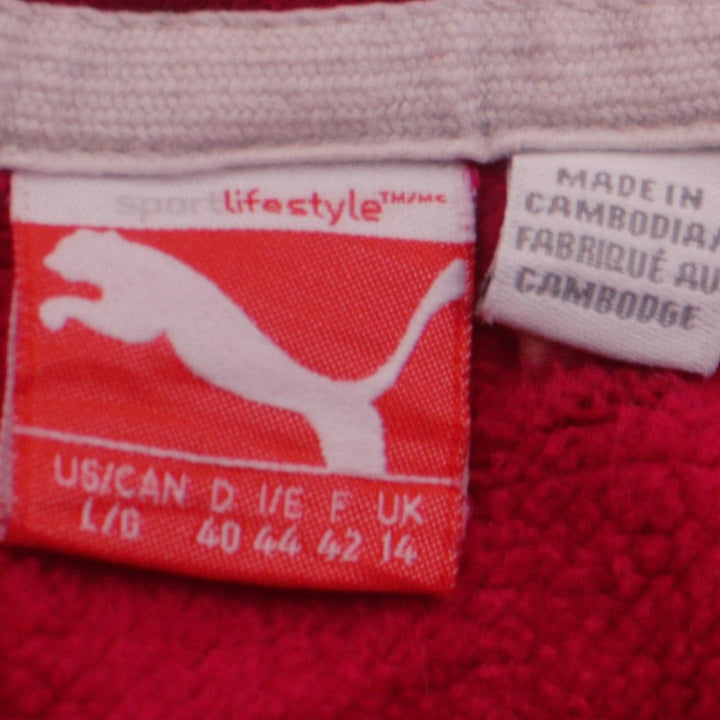 sportlifestyle™/MC
US/CAN D I/E F UK
L/G 40 44 42 14
MADE IN
CAMBODIA/
FABRIQUÉ AU
CAMBODGE